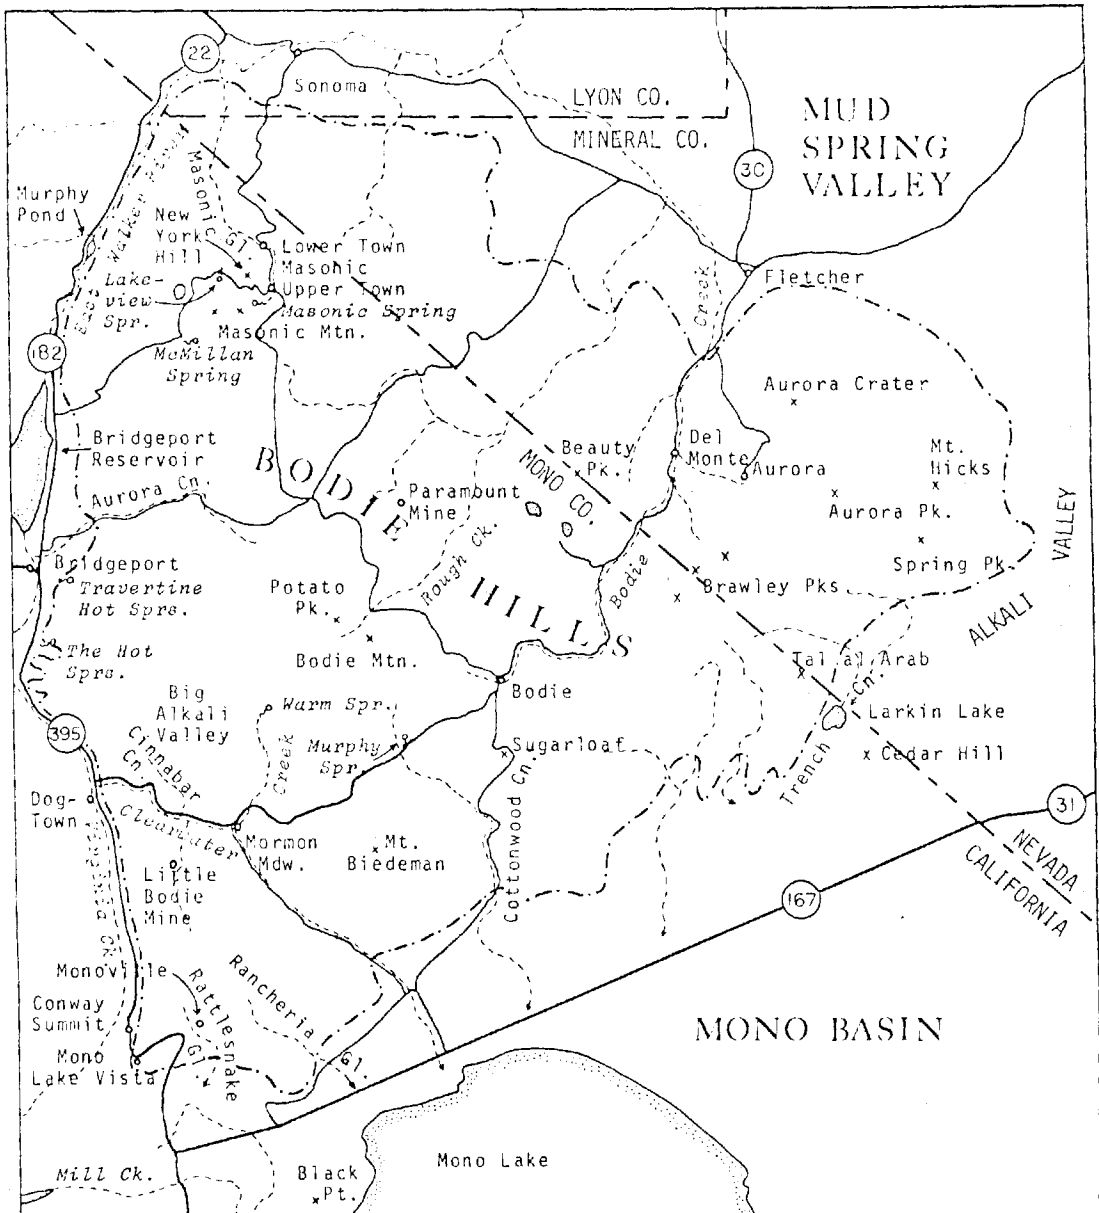 22
Sonoma
LYON CO.
MINERAL CO.
MUD
SPRING
VALLEY
30
Murphy
Pond
East Walker River
Masonic Gl.
New
York
Hill
Lower Town
Masonic
Upper Town
Masonic Spring
Masonic Mtn.
Lake-
view
Spr.
McMillan
Spring
182
Fletcher
Creek
Aurora Crater
Bridgeport
Reservoir
Aurora Cn.
BODIE
HILLS
Beauty
Pk.
MONO CO.
Del
Monte
Aurora
Mt.
Hicks
Aurora Pk.
Spring Pk.
Paramount
Mine
Rough Ck.
Bodie
Brawley Pks.
ALKALI
VALLEY
Bridgeport
Travertine
Hot Sprs.
The Hot
Sprs.
Potato
Pk.
Bodie Mtn.
Bodie
Tal al Arab
Larkin Lake
Cedar Hill
Trench Cn.
Big
Alkali
Valley
Warm Spr.
Murphy
Spr.
Creek
Sugarloaf
395
Cinnabar
Cn.
Dog-
Town
Clearwater
Mormon
Mdw.
Mt.
Biedeman
Cottonwood Cn.
Little
Bodie
Mine
31
167
NEVADA
CALIFORNIA
Monoville
Rattlesnake
Gl.
Rancheria
Gl.
Conway
Summit
Mono
Lake Vista
MONO BASIN
Mill Ck.
Black
Pt.
Mono Lake